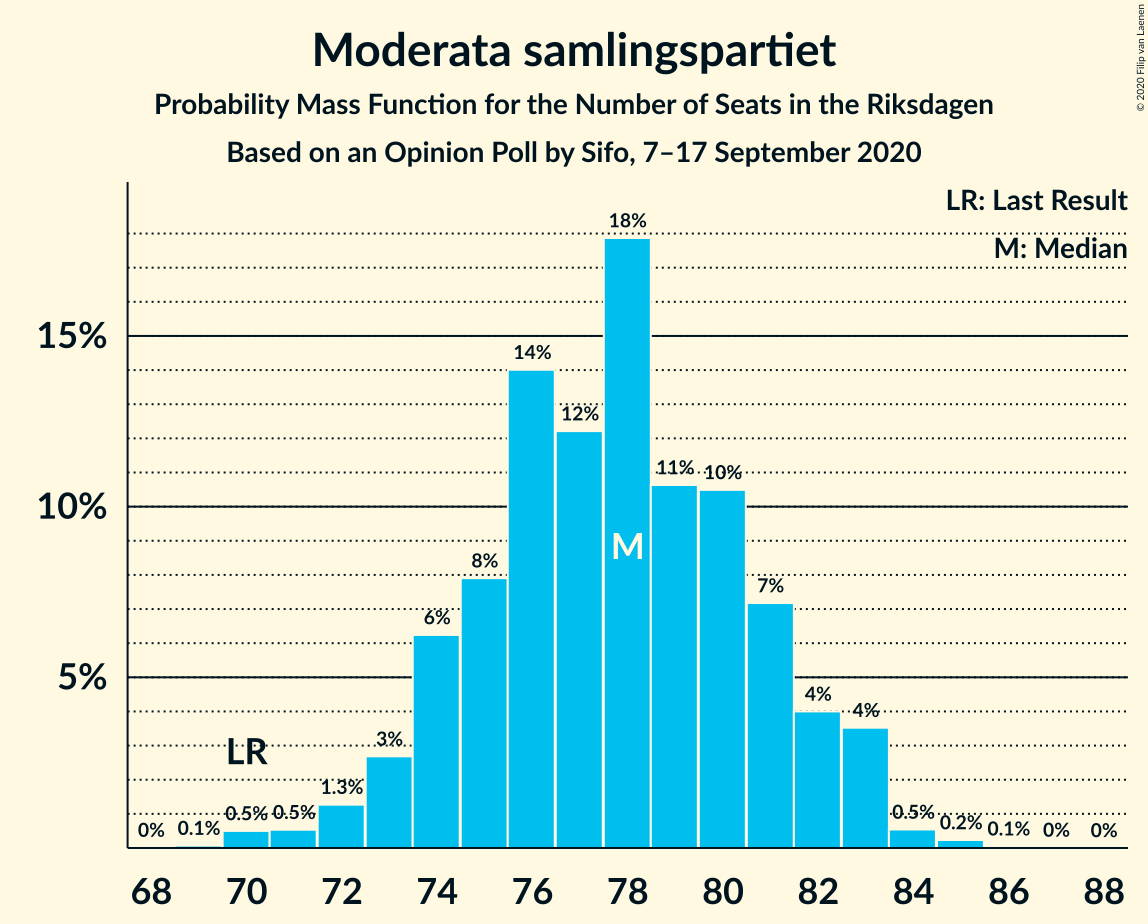 Moderata samlingspartiet
Probability Mass Function for the Number of Seats in the Riksdagen
Based on an Opinion Poll by Sifo, 7–17 September 2020
© 2020 Filip van Laenen
LR: Last Result
M: Median
15%
10%
5%
0%
0.1%
0.5%
0.5%
1.3%
3%
6%
8%
14%
12%
18%
11%
10%
7%
4%
4%
0.5%
0.2%
0.1%
0%
0%
LR
M
68 70 72 74 76 78 80 82 84 86 88